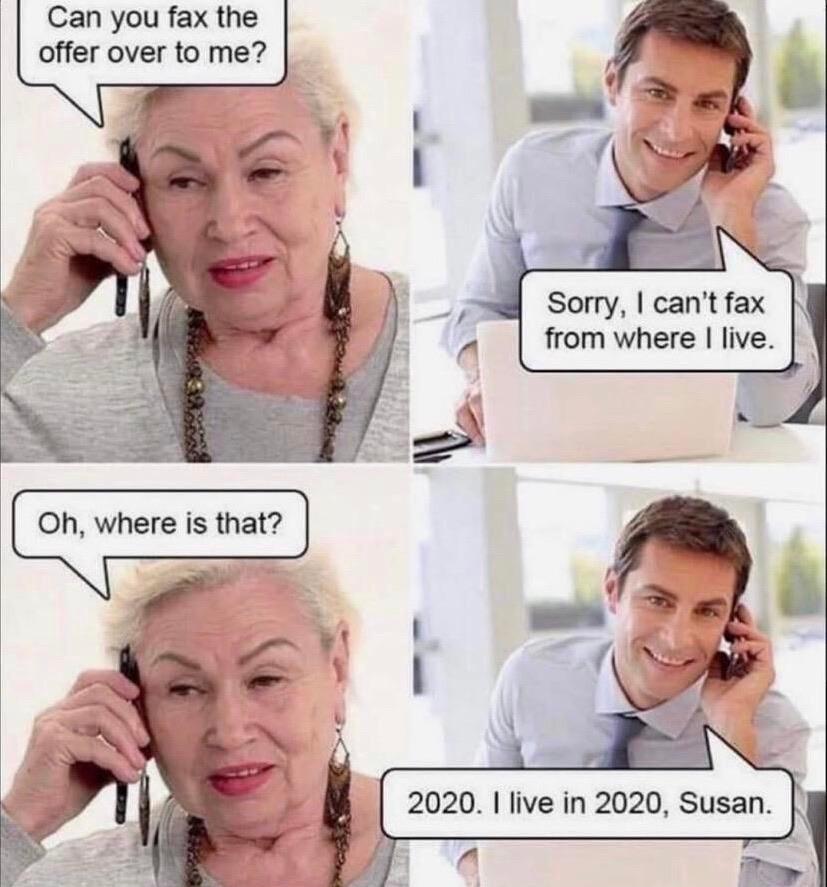 Can you fax the
offer over to me?
Sorry, I can't fax
from where I live.
Oh, where is that?
2020. I live in 2020, Susan.